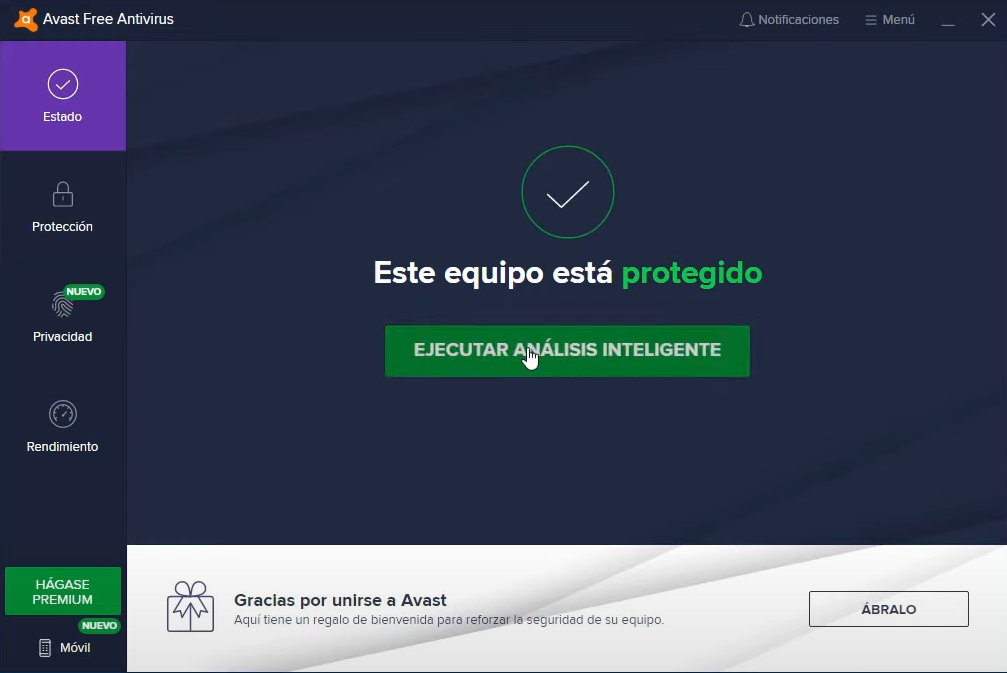 Avast Free Antivirus
Notificaciones
Menú
Estado
Protección
NUEVO
Privacidad
Rendimiento
HÁGASE
PREMIUM
NUEVO
Móvil
Este equipo está protegido
EJECUTAR ANÁLISIS INTELIGENTE
Gracias por unirse a Avast
Aquí tiene un regalo de bienvenida para reforzar la seguridad de su equipo.
ÁBRALO